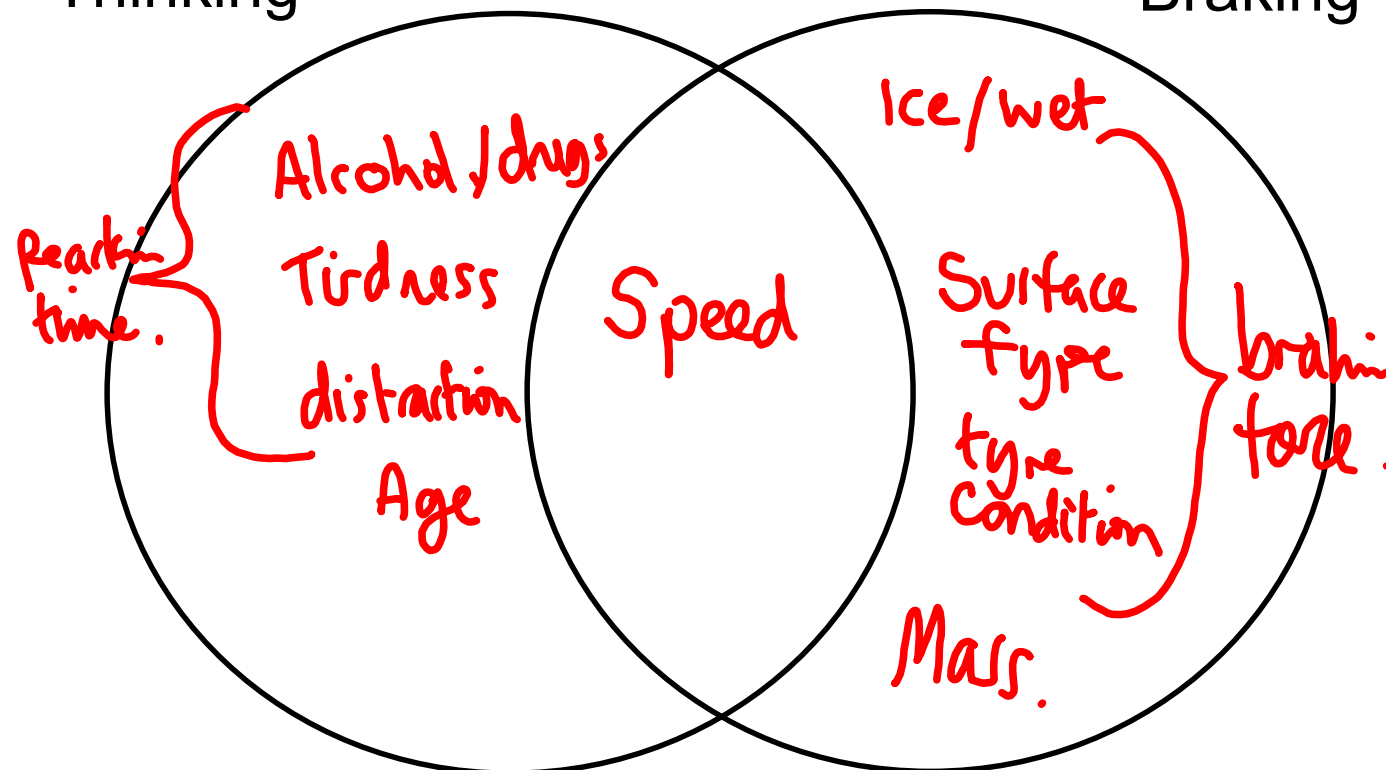 Thinking
Braking
Reaction
time.
Alcohol/drugs
Tirdness
distraction
Age
Speed
Ice/wet
Surface
type
tyre
condition
Mass.
braking
force.